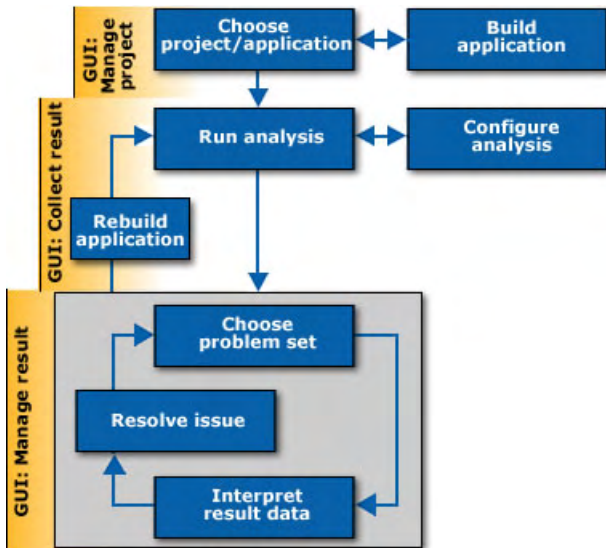 GUI:
Manage
project
Choose
project/application
Build
application
GUI: Collect result
Run analysis
Configure
analysis
Rebuild
application
GUI: Manage result
Choose
problem set
Resolve issue
Interpret
result data